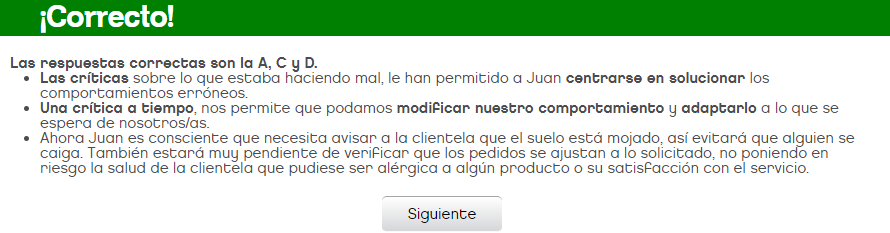 ¡Correcto!
Las respuestas correctas son la A, C y D.
• Las críticas sobre lo que estaba haciendo mal, le han permitido a Juan centrarse en solucionar los
comportamientos erróneos.
• Una crítica a tiempo, nos permite que podamos modificar nuestro comportamiento y adaptarlo a lo que se
espera de nosotros/as.
• Ahora Juan es consciente que necesita avisar a la clientela que el suelo está mojado, así evitará que alguien se
caiga. También estará muy pendiente de verificar que los pedidos se ajustan a lo solicitado, no poniendo en
riesgo la salud de la clientela que pudiese ser alérgica a algún producto o su satisfacción con el servicio.
Siguiente